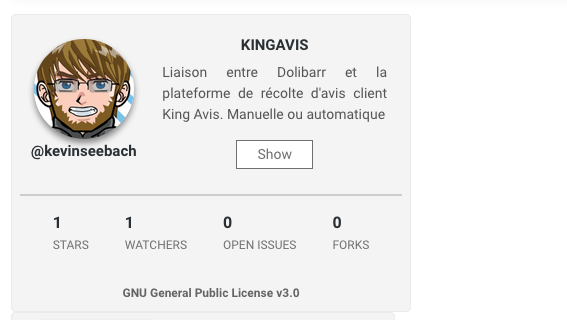 KINGAVIS
Liaison entre Dolibarr et la
plateforme de récolte d'avis client
King Avis. Manuelle ou automatique
@kevinseebach
Show
1 1 0 0
STARS WATCHERS OPEN ISSUES FORKS
GNU General Public License v3.0